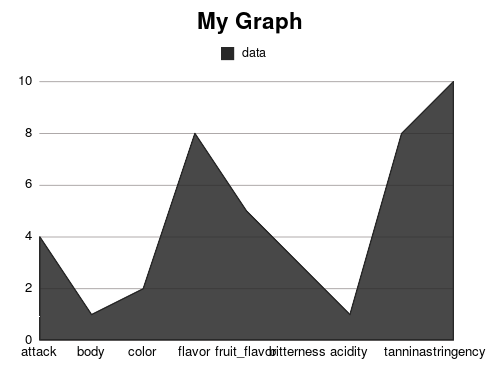 My Graph
data
10
8
6
4
2
0
attack body color flavor fruit_flavor bitterness acidity tannin astringency